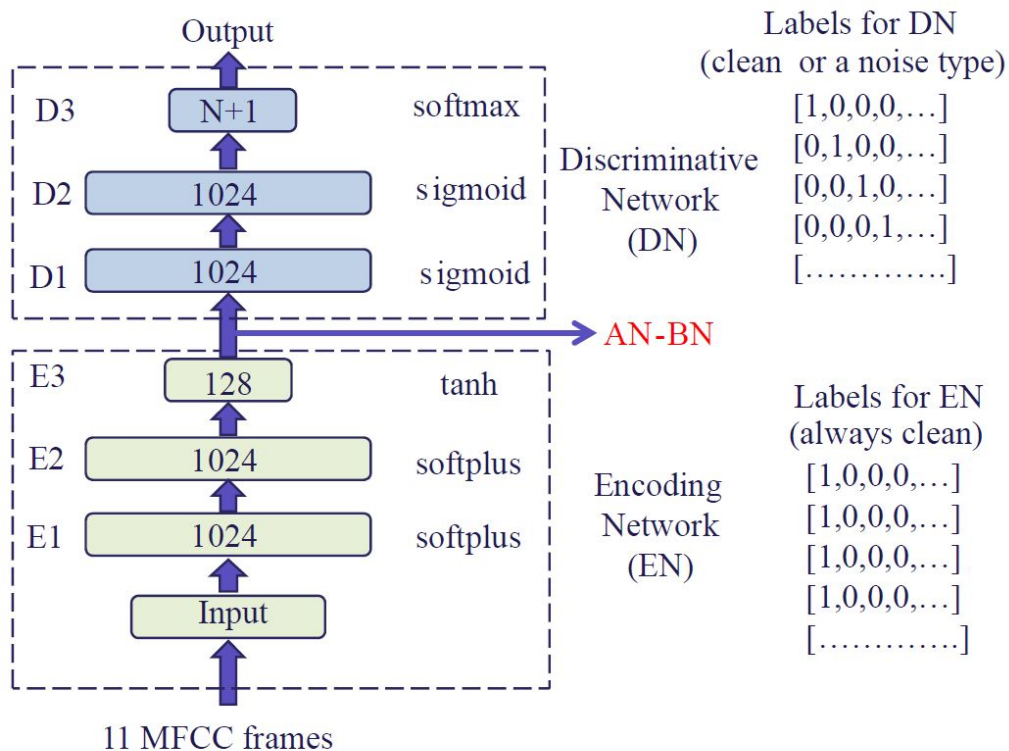 Output
D3
N+1
softmax
D2
1024
sigmoid
D1
1024
sigmoid
Discriminative
Network
(DN)
Labels for DN
(clean or a noise type)
[1,0,0,0,…]
[0,1,0,0,…]
[0,0,1,0,…]
[0,0,0,1,…]
[………….]
AN-BN
E3
128
tanh
E2
1024
softplus
E1
1024
softplus
Input
Encoding
Network
(EN)
Labels for EN
(always clean)
[1,0,0,0,…]
[1,0,0,0,…]
[1,0,0,0,…]
[1,0,0,0,…]
[………….]
11 MFCC frames